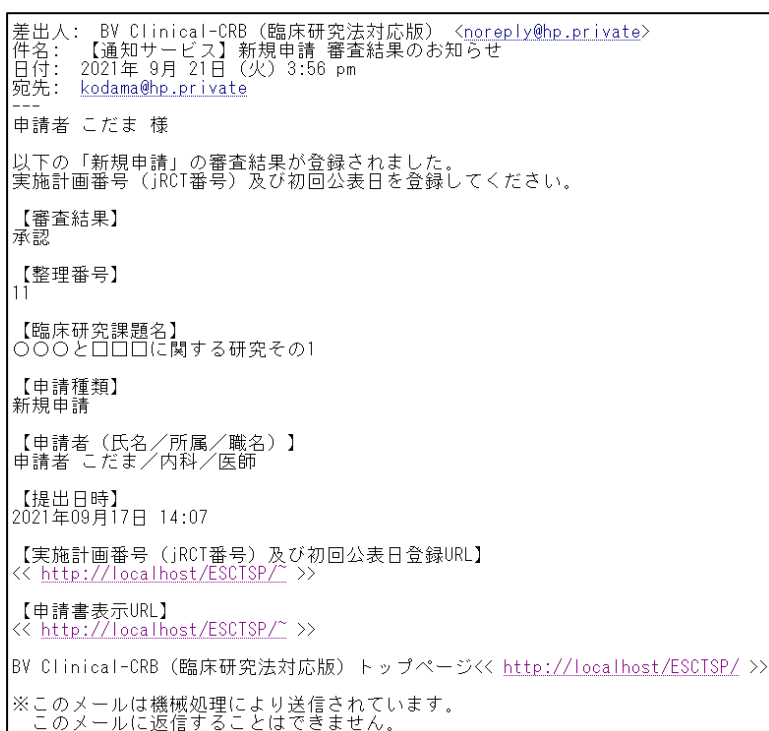 差出人: BV Clinical-CRB（臨床研究法対応版） <noreply@hp.private>
件名: 【通知サービス】新規申請 審査結果のお知らせ
日付: 2021年 9月 21日（火）3:56 pm
宛先: kodama@hp.private
---
申請者 こだま 様
以下の「新規申請」の審査結果が登録されました。
実施計画番号（jRCT番号）及び初回公表日を登録してください。
【審査結果】
承認
【整理番号】
11
【臨床研究課題名】
○○○と□□□に関する研究その1
【申請種類】
新規申請
【申請者（氏名／所属／職名）】
申請者 こだま／内科／医師
【提出日時】
2021年09月17日 14:07
【実施計画番号（jRCT番号）及び初回公表日登録URL】
<< http://localhost/ESCTSP/~ >>
【申請書表示URL】
<< http://localhost/ESCTSP/~ >>
BV Clinical-CRB（臨床研究法対応版）トップページ<< http://localhost/ESCTSP/ >>
※このメールは機械処理により送信されています。
このメールに返信することはできません。